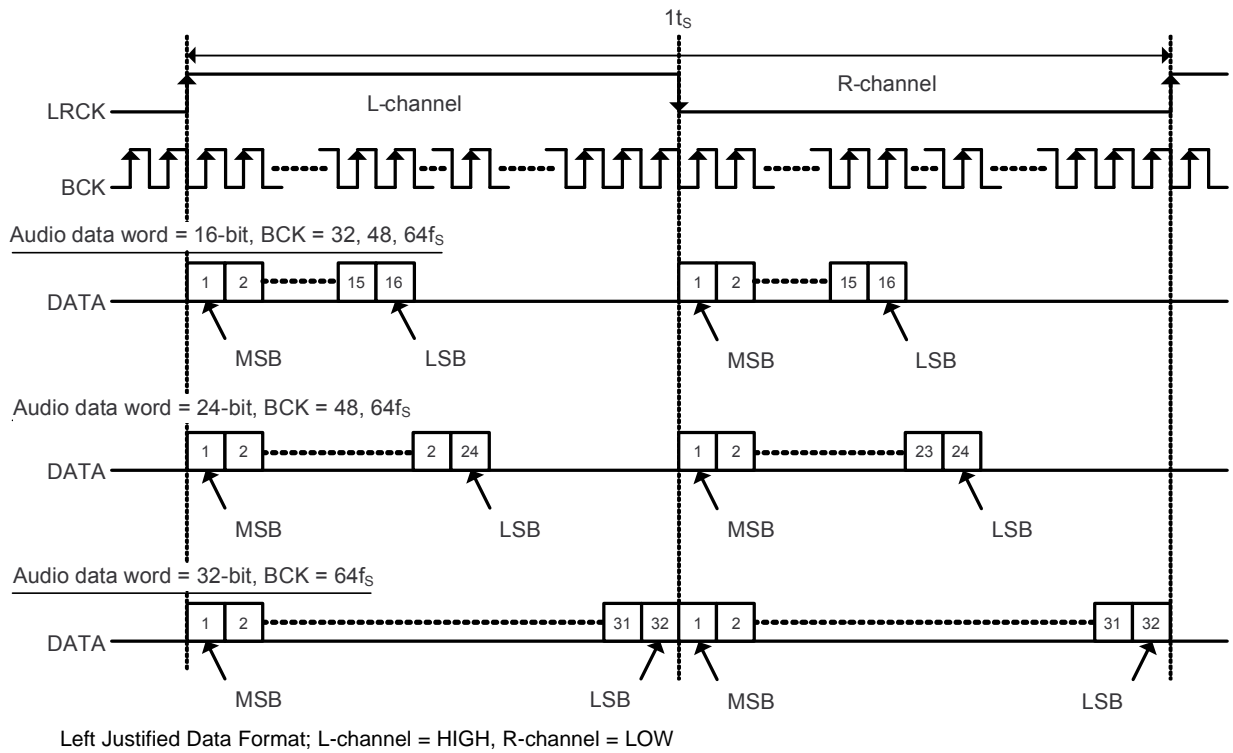 1tS
LRCK L-channel R-channel
BCK
Audio data word = 16-bit, BCK = 32, 48, 64fS
DATA 1 2 15 16 1 2 15 16
MSB LSB MSB LSB
Audio data word = 24-bit, BCK = 48, 64fS
DATA 1 2 2 24 1 2 23 24
MSB LSB MSB LSB
Audio data word = 32-bit, BCK = 64fS
DATA 1 2 31 32 1 2 31 32
MSB LSB MSB LSB
Left Justified Data Format; L-channel = HIGH, R-channel = LOW